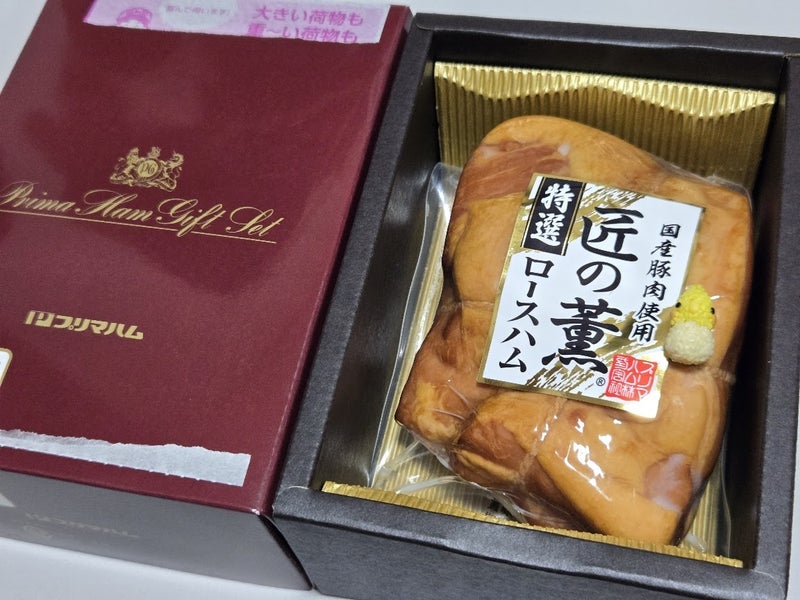 大きい荷物も
重〜い荷物も
Prima Ham Gift Set
プリマハム
特選
匠の薫®
ロースハム
国産豚肉使用